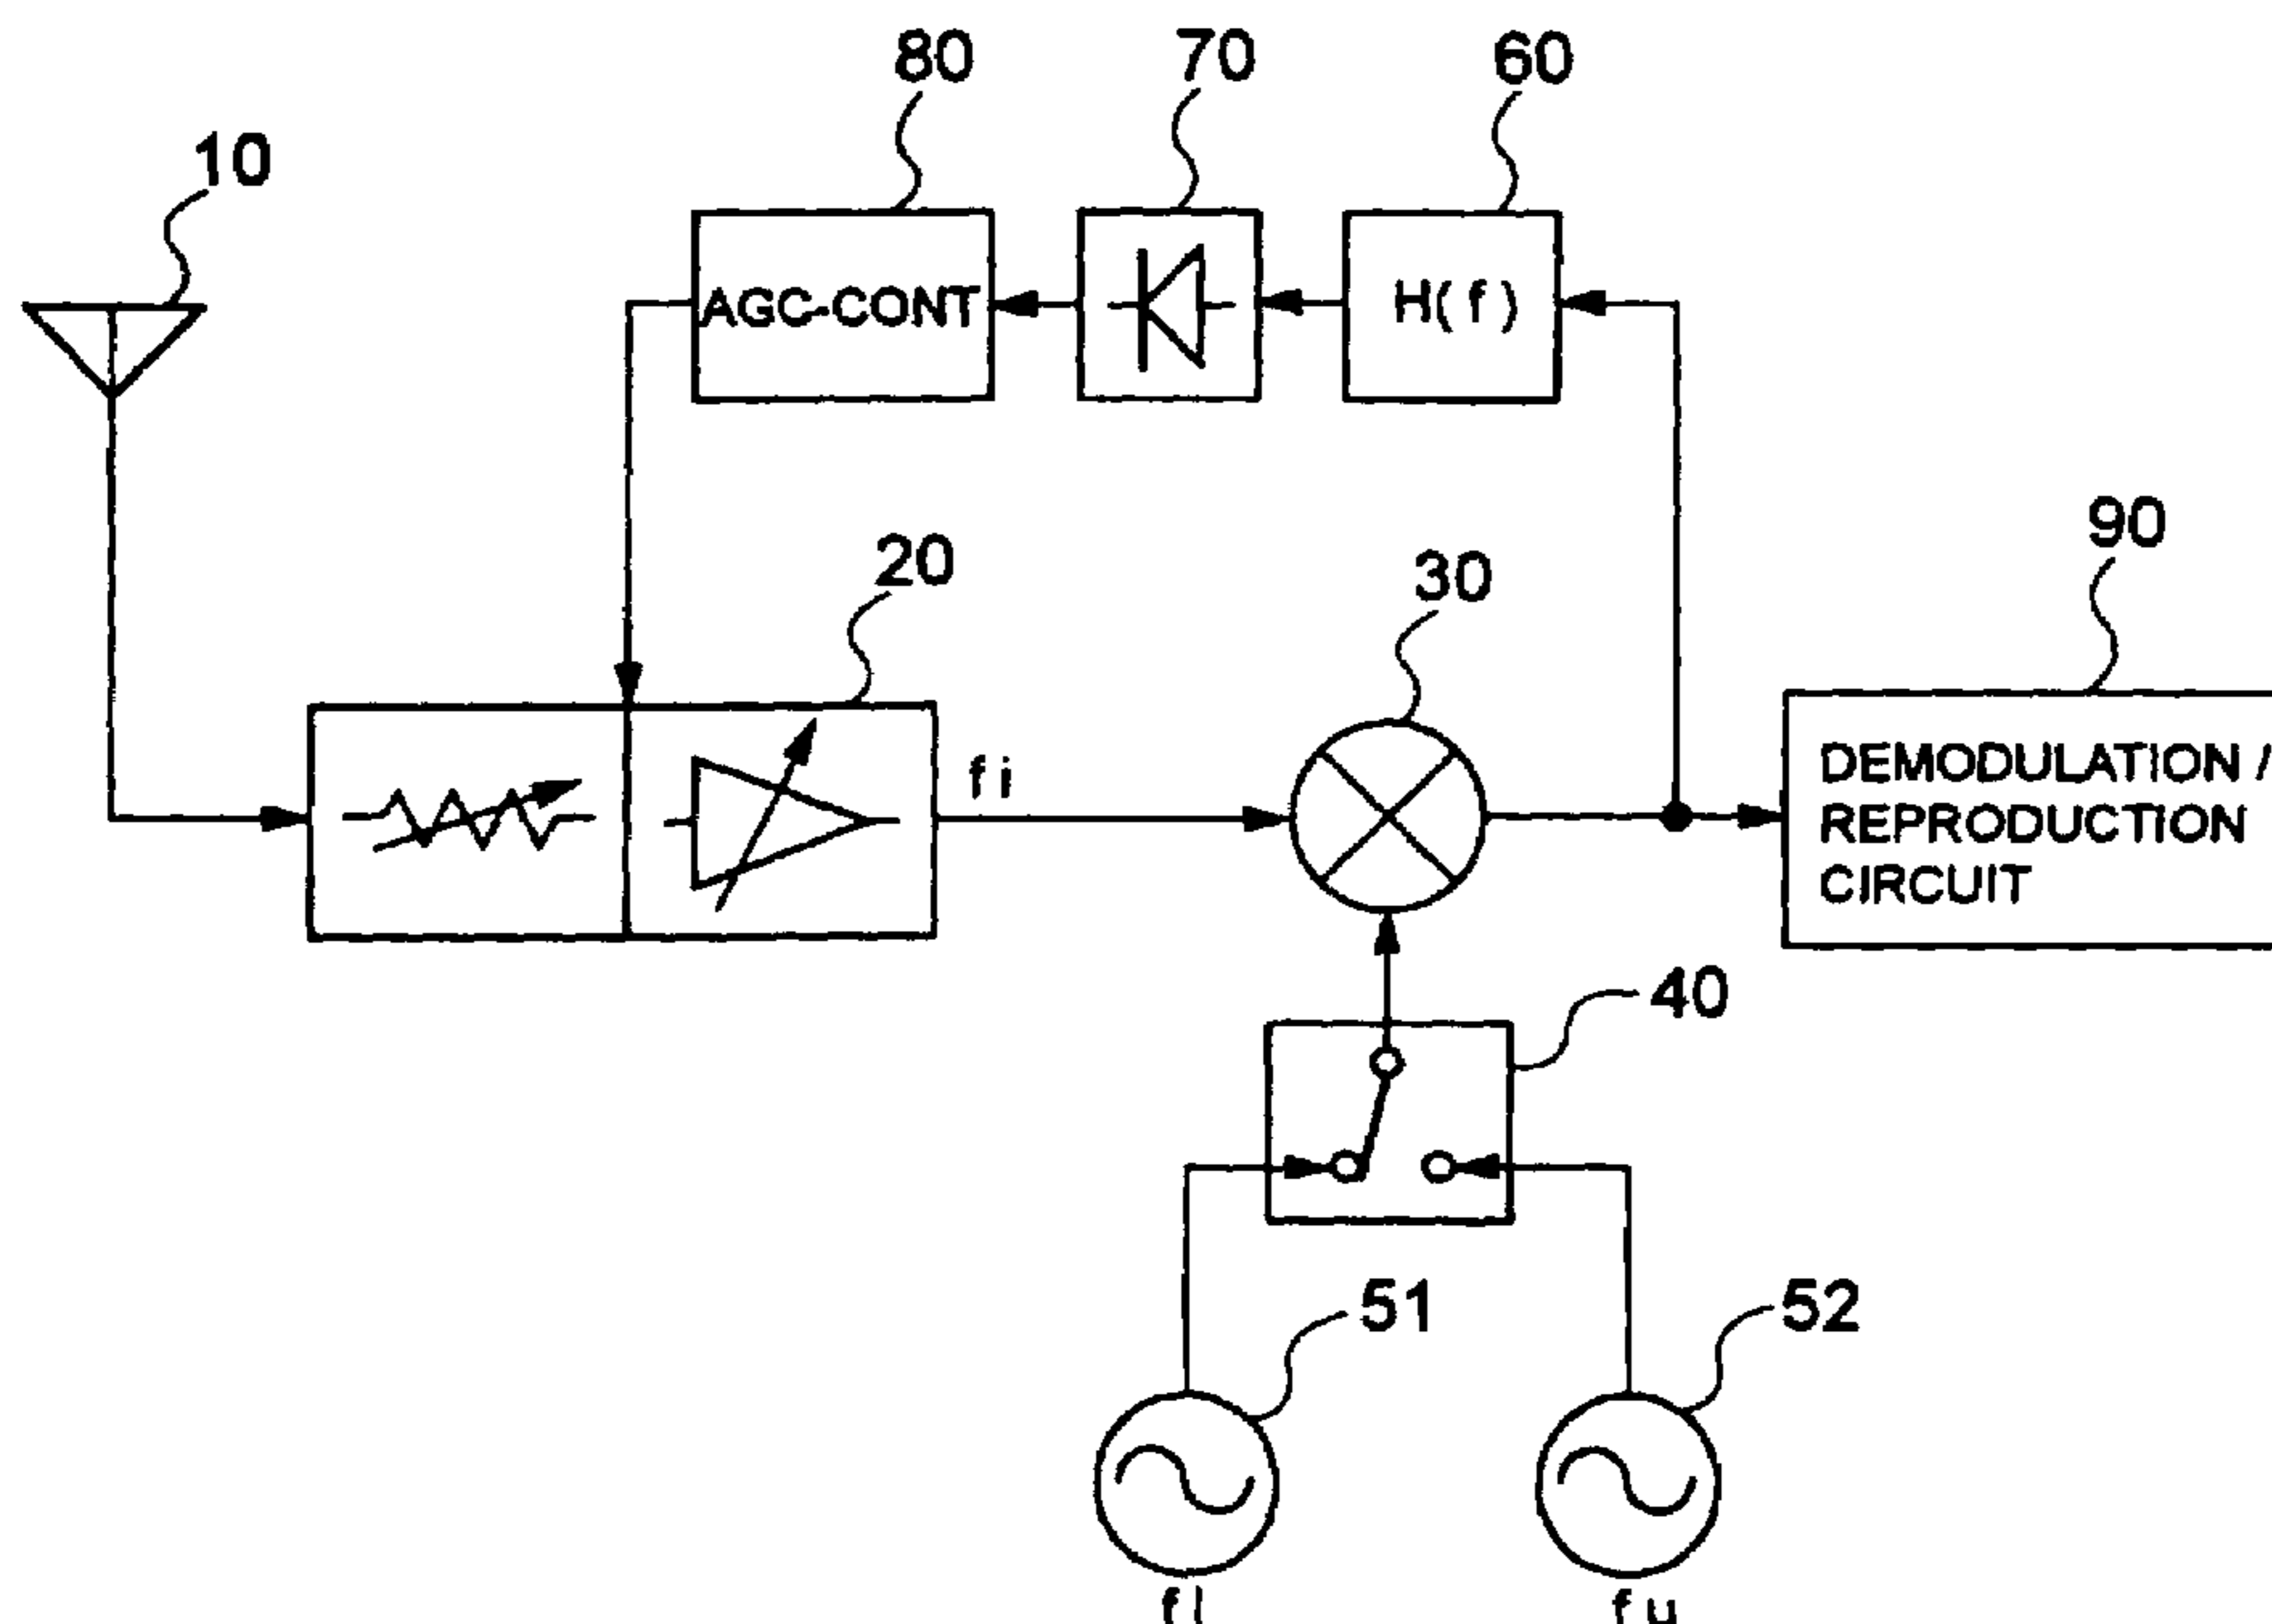 80
70
60
10
AGC-CONT
H(f)
90
20
30
fi
DEMODULATION /
REPRODUCTION
CIRCUIT
40
51
52
fl
fu